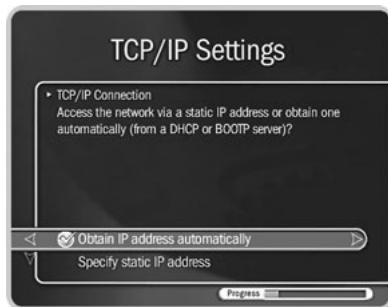 TCP/IP Settings
TCP/IP Connection
Access the network via a static IP address or obtain one
automatically (from a DHCP or BOOTP server)?
Obtain IP address automatically
Specify static IP address
Progress